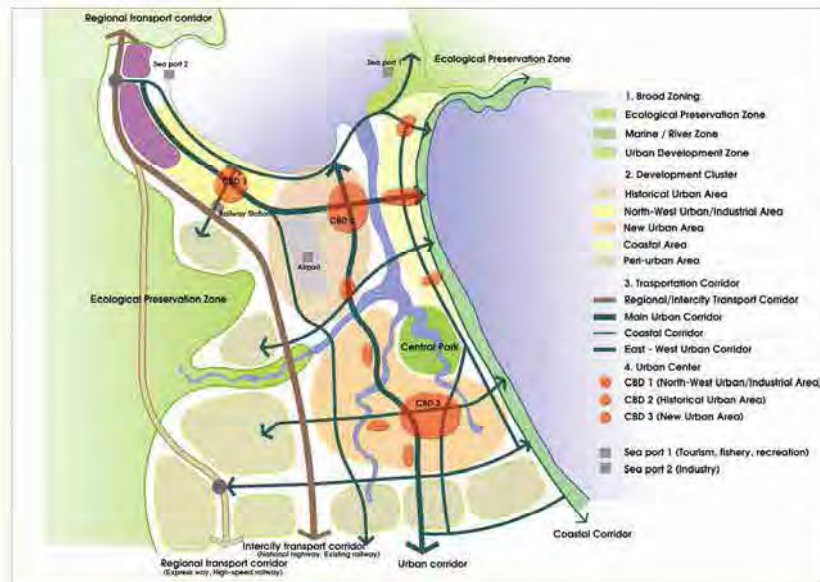 Regional transport corridor
Sea port 2
Sea port 1
Ecological Preservation Zone
CBD 1
Railway Station
CBD 2
Airport
Ecological Preservation Zone
Central Park
CBD 3
Coastal Corridor
Intercity transport corridor
(National highway, Existing railway)
Regional transport corridor
(Express way, High-speed railway)
Urban corridor
1. Broad Zoning
Ecological Preservation Zone
Marine / River Zone
Urban Development Zone
2. Development Cluster
Historical Urban Area
North-West Urban/Industrial Area
New Urban Area
Coastal Area
Peri-urban Area
3. Trasportation Corridor
Regional/Intercity Transport Corridor
Main Urban Corridor
Coastal Corridor
East - West Urban Corridor
4. Urban Center
CBD 1 (North-West Urban/Industrial Area)
CBD 2 (Historical Urban Area)
CBD 3 (New Urban Area)
Sea port 1 (Tourism, fishery, recreation)
Sea port 2 (Industry)